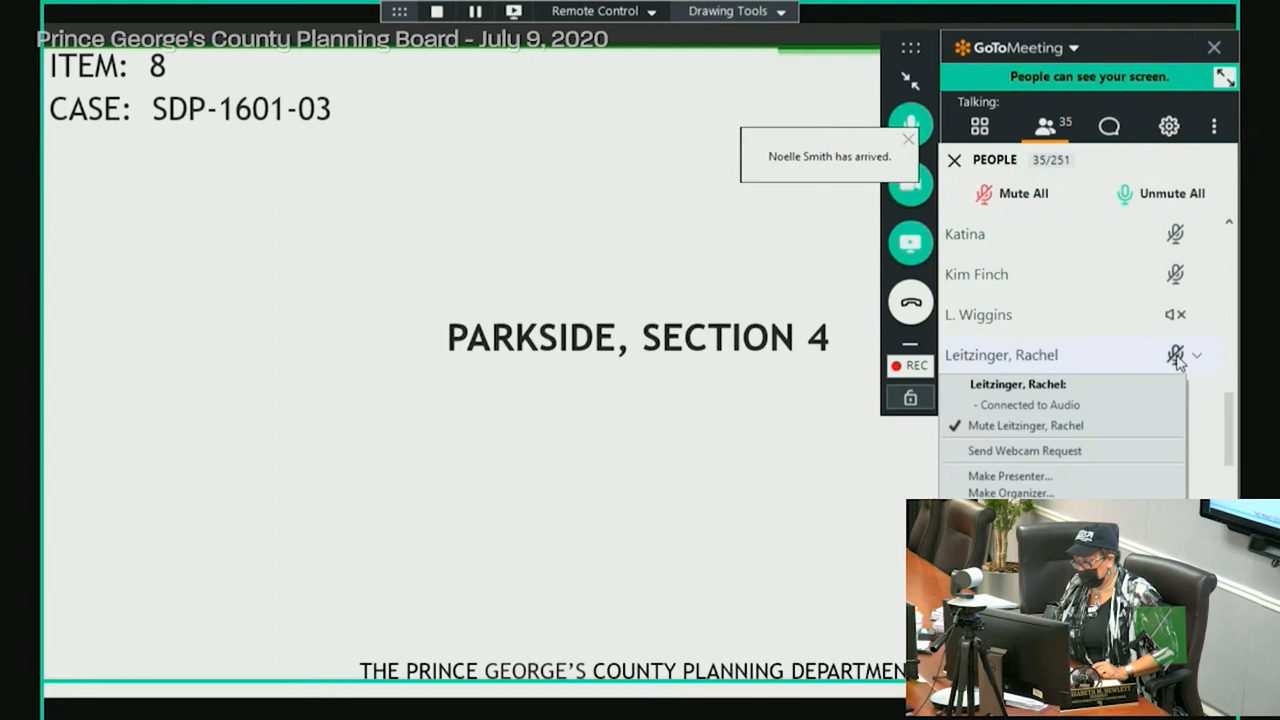 Remote Control
Drawing Tools
Prince George's County Planning Board - July 9, 2020
ITEM: 8
CASE: SDP-1601-03
PARKSIDE, SECTION 4
THE PRINCE GEORGE'S COUNTY PLANNING DEPARTMEN
Noelle Smith has arrived.
REC
GoToMeeting
People can see your screen.
Talking:
35
PEOPLE 35/251
Mute All Unmute All
Katina
Kim Finch
L. Wiggins
Leitzinger, Rachel
Leitzinger, Rachel:
- Connected to Audio
Mute Leitzinger, Rachel
Send Webcam Request
Make Presenter...
Make Organizer...
ELIZABETH M. HEWLETT